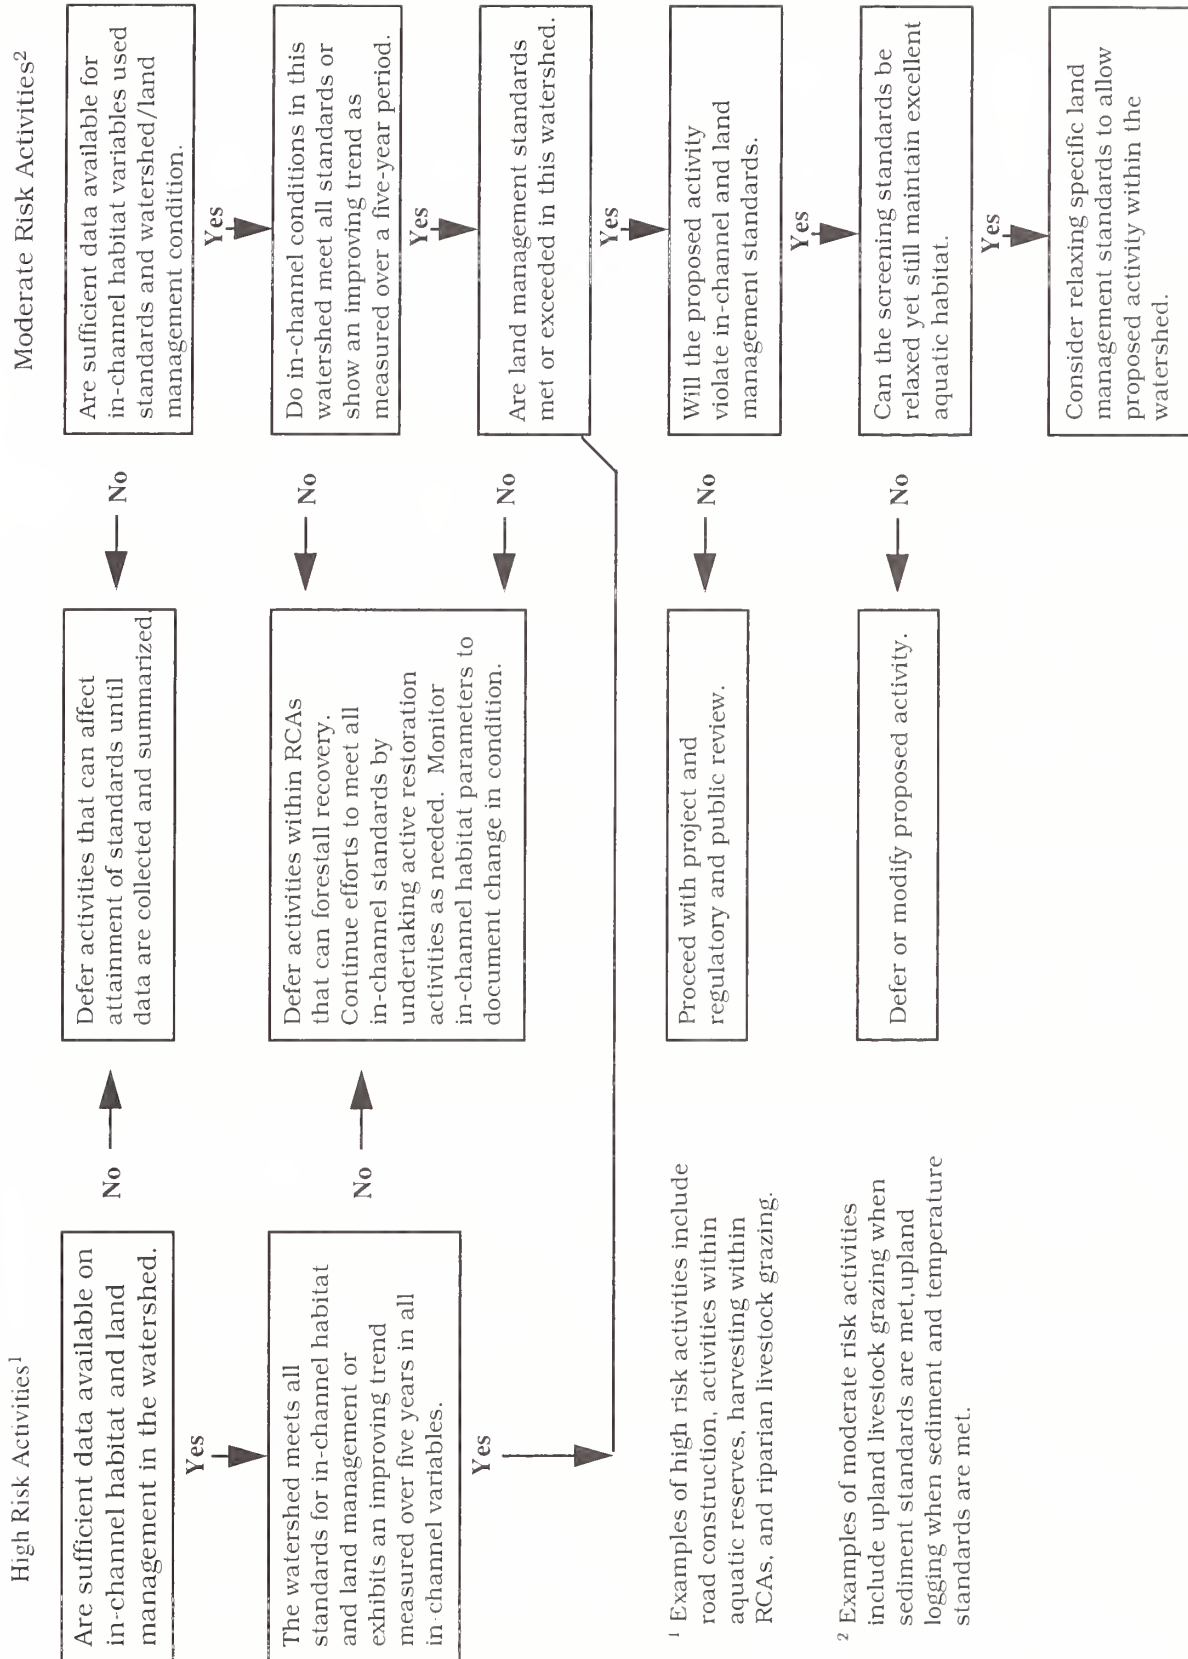 High Risk Activities¹
Moderate Risk Activities²
Are sufficient data available on
in-channel habitat and land
management in the watershed.
No
Defer activities that can affect
attainment of standards until
data are collected and summarized.
No
Are sufficient data available for
in-channel habitat variables used
standards and watershed/land
management condition.
Yes
Yes
The watershed meets all
standards for in-channel habitat
and land management or
exhibits an improving trend
measured over five years in all
in-channel variables.
No
Defer activities within RCAs
that can forestall recovery.
Continue efforts to meet all
in-channel standards by
undertaking active restoration
activities as needed. Monitor
in-channel habitat parameters to
document change in condition.
No
Do in-channel conditions in this
watershed meet all standards or
show an improving trend as
measured over a five-year period.
Yes
Yes
No
Are land management standards
met or exceeded in this watershed.
Yes
¹ Examples of high risk activities include
road construction, activities within
aquatic reserves, harvesting within
RCAs, and riparian livestock grazing.
Proceed with project and
regulatory and public review.
No
Will the proposed activity
violate in-channel and land
management standards.
Yes
² Examples of moderate risk activities
include upland livestock grazing when
sediment standards are met,upland
logging when sediment and temperature
standards are met.
Defer or modify proposed activity.
No
Can the screening standards be
relaxed yet still maintain excellent
aquatic habitat.
Yes
Consider relaxing specific land
management standards to allow
proposed activity within the
watershed.